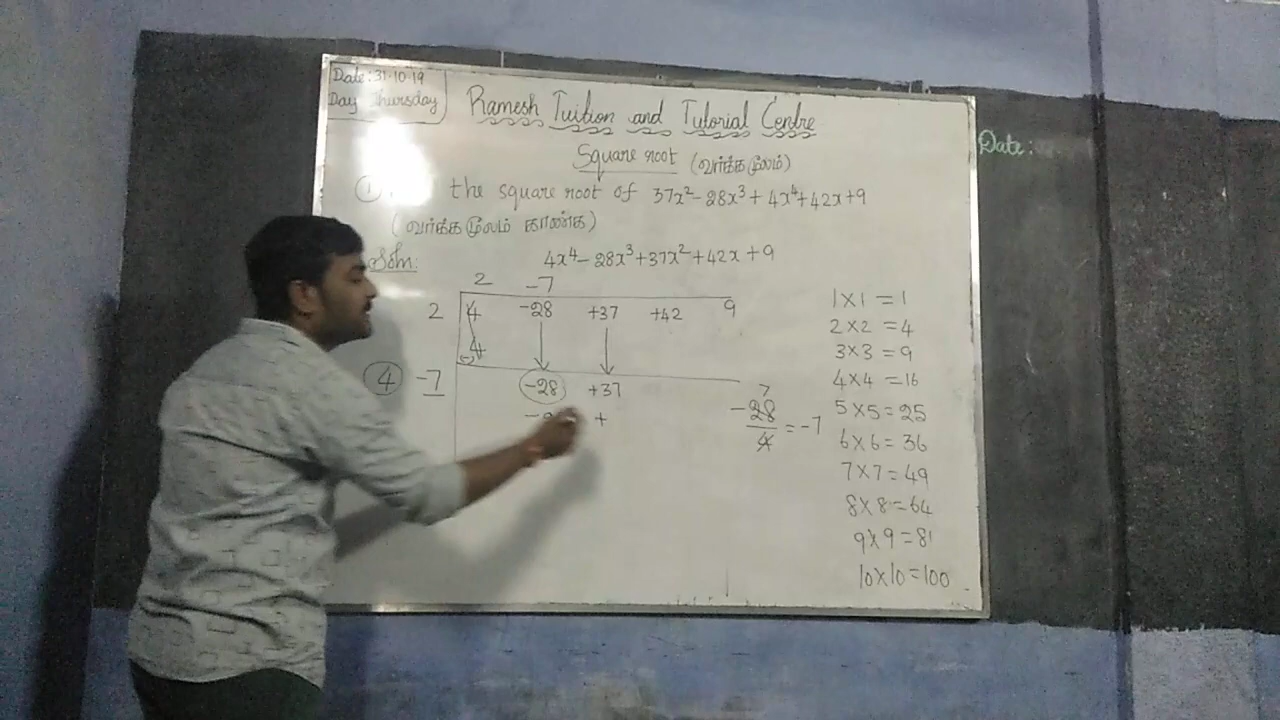 Date: 31.10.19
Day Thursday
Ramesh Tuition and Tutorial Centre
Date:
Square root (வர்க்க மூலம்)
① the square root of 37x² - 28x³ + 4x⁴ + 42x + 9
(வர்க்க மூலம் காண்க)
Soln: 4x⁴ - 28x³ + 37x² + 42x + 9
2 -7
2 4 -28 +37 +42 9
4
4 -7 -28 +37
+
7
-28
4 = -7
1×1 = 1
2×2 = 4
3×3 = 9
4×4 = 16
5×5 = 25
6×6 = 36
7×7 = 49
8×8 = 64
9×9 = 81
10×10 = 100